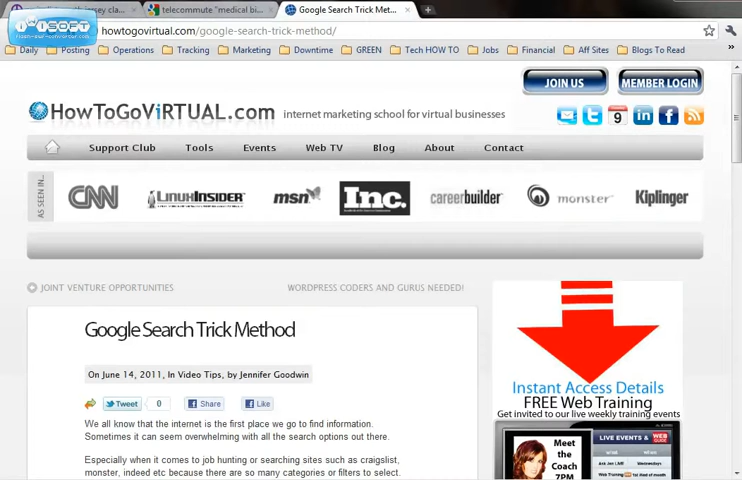 telecommute "medical bi...
Google Search Trick Met...
iWiSOFT
howtogovirtual.com/google-search-trick-method/
Daily Posting Operations Tracking Marketing Downtime GREEN Tech HOW TO Jobs Financial Aff Sites Blogs To Read »
JOIN US MEMBER LOGIN
HowToGoViRTUAL.com internet marketing school for virtual businesses
9
Support Club Tools Events Web TV Blog About Contact
AS SEEN IN...
CNN LinuxInsider msn Inc. careerbuilder monster Kiplinger
JOINT VENTURE OPPORTUNITIES WORDPRESS CODERS AND GURUS NEEDED!
Google Search Trick Method
On June 14, 2011, In Video Tips, by Jennifer Goodwin
Tweet 0 Share Like
We all know that the internet is the first place we go to find information.
Sometimes it can seem overwhelming with all the search options out there.
Especially when it comes to job hunting or searching sites such as craigslist,
monster, indeed etc because there are so many categories or filters to select.
Instant Access Details
FREE Web Training
Get invited to our live weekly training events
Meet
the
Coach
7PM
LIVE EVENTS & WEB GUIDE
Ask Jen LIVE! Wednesdays